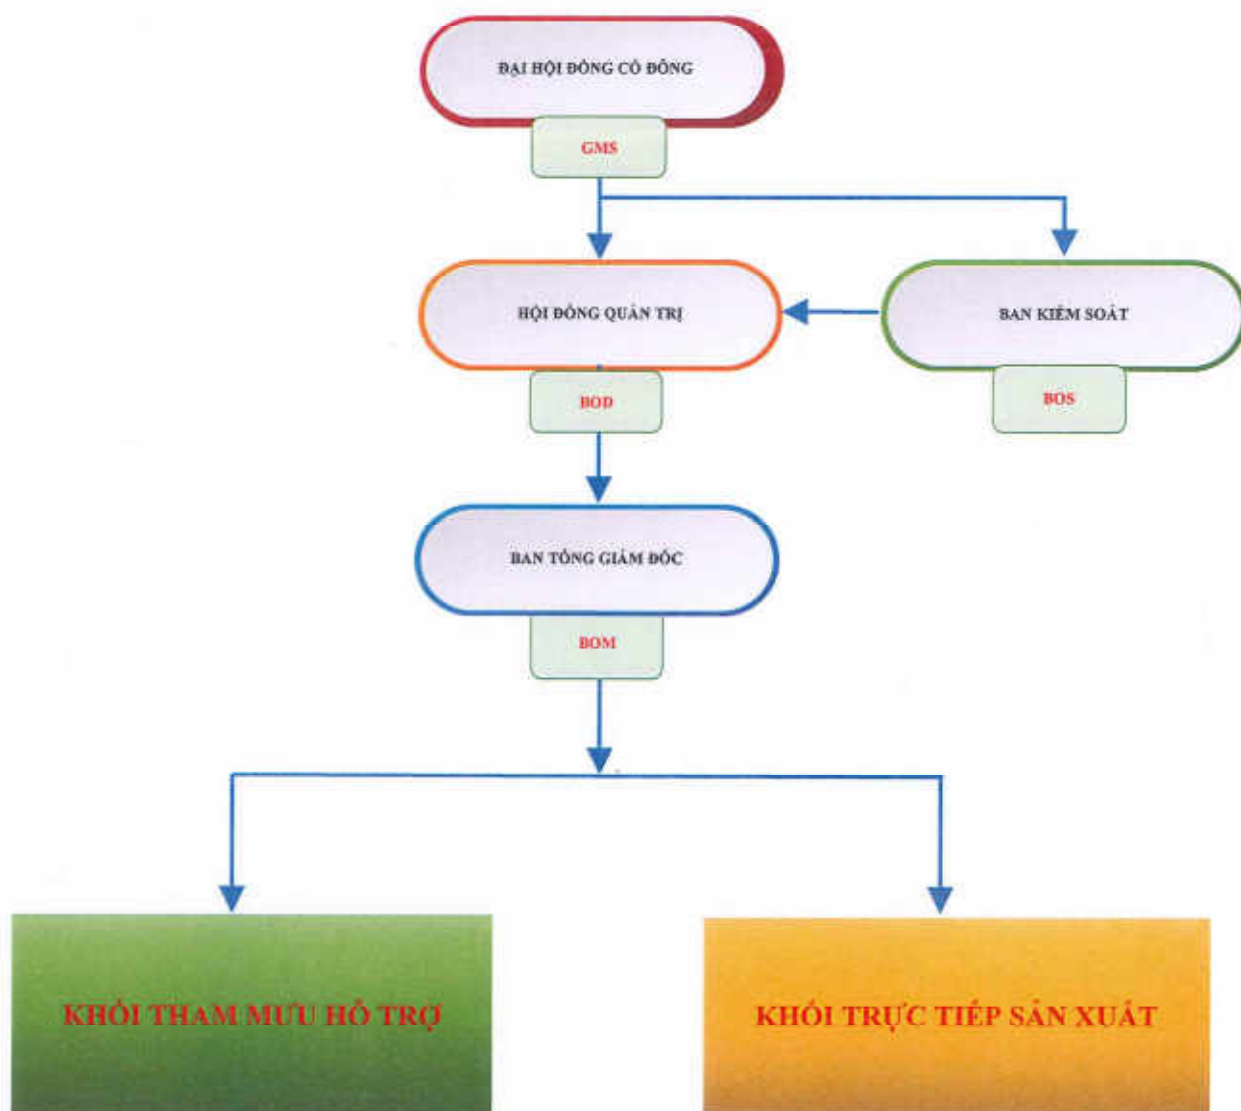 ĐẠI HỘI ĐỒNG CỔ ĐÔNG
GMS
HỘI ĐỒNG QUẢN TRỊ
BAN KIỂM SOÁT
BOD
BOS
BAN TỔNG GIÁM ĐỐC
BOM
KHỐI THAM MƯU HỖ TRỢ
KHỐI TRỰC TIẾP SẢN XUẤT